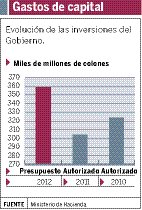 Gastos de capital
Evolución de las inversiones del
Gobierno.
Miles de millones de colones
370
360
350
340
330
320
310
300
290
280
270
Presupuesto Autorizado Autorizado
2012 2011 2010
FUENTE Ministerio de Hacienda.